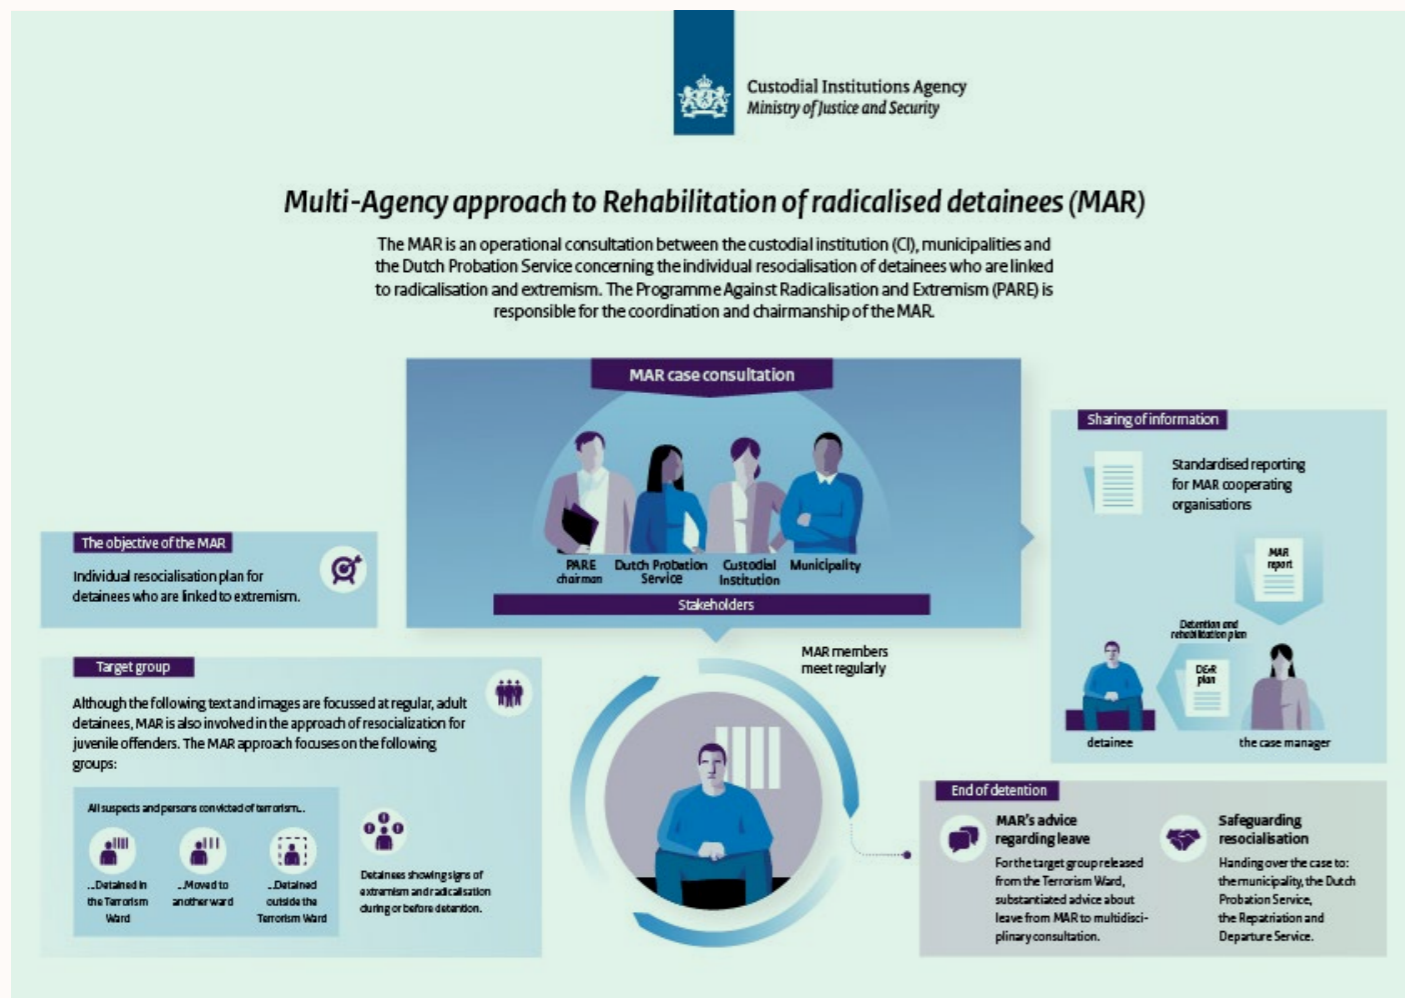 Custodial Institutions Agency
Ministry of Justice and Security
Multi-Agency approach to Rehabilitation of radicalised detainees (MAR)
The MAR is an operational consultation between the custodial institution (CI), municipalities and
the Dutch Probation Service concerning the individual resocialisation of detainees who are linked
to radicalisation and extremism. The Programme Against Radicalisation and Extremism (PARE) is
responsible for the coordination and chairmanship of the MAR.
MAR case consultation
PARE
chairman
Dutch Probation
Service
Custodial
Institution
Municipality
Stakeholders
The objective of the MAR
Individual resocialisation plan for
detainees who are linked to extremism.
Target group
Although the following text and images are focussed at regular, adult
detainees, MAR is also involved in the approach of resocialization for
juvenile offenders. The MAR approach focuses on the following
groups:
All suspects and persons convicted of terrorism...
...Detained in
the Terrorism
Ward
...Moved to
another ward
...Detained
outside the
Terrorism Ward
Detainees showing signs of
extremism and radicalisation
during or before detention.
MAR members
meet regularly
Sharing of information
Standardised reporting
for MAR cooperating
organisations
MAR
report
Detention and
rehabilitation plan
D&R
plan
detainee
the case manager
End of detention
MAR's advice
regarding leave
For the target group released
from the Terrorism Ward,
substantiated advice about
leave from MAR to multidisci-
plinary consultation.
Safeguarding
resocialisation
Handing over the case to:
the municipality, the Dutch
Probation Service,
the Repatriation and
Departure Service.